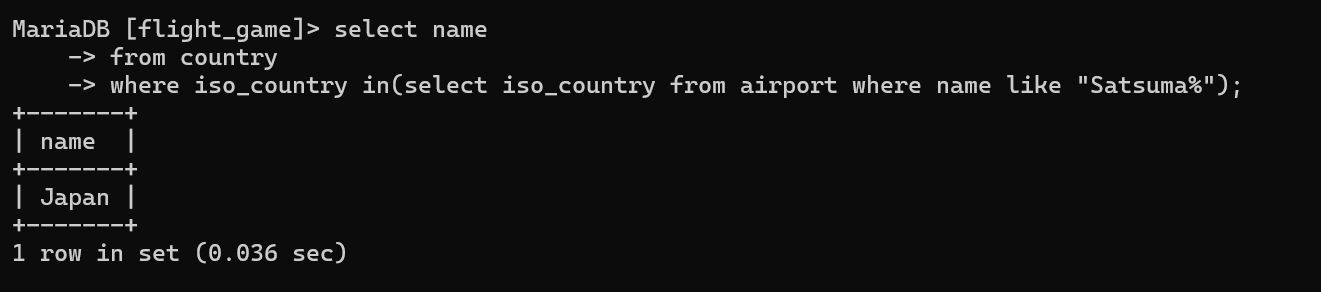 MariaDB [flight_game]> select name
    -> from country
    -> where iso_country in(select iso_country from airport where name like "Satsuma%");
+-------+
| name  |
+-------+
| Japan |
+-------+
1 row in set (0.036 sec)